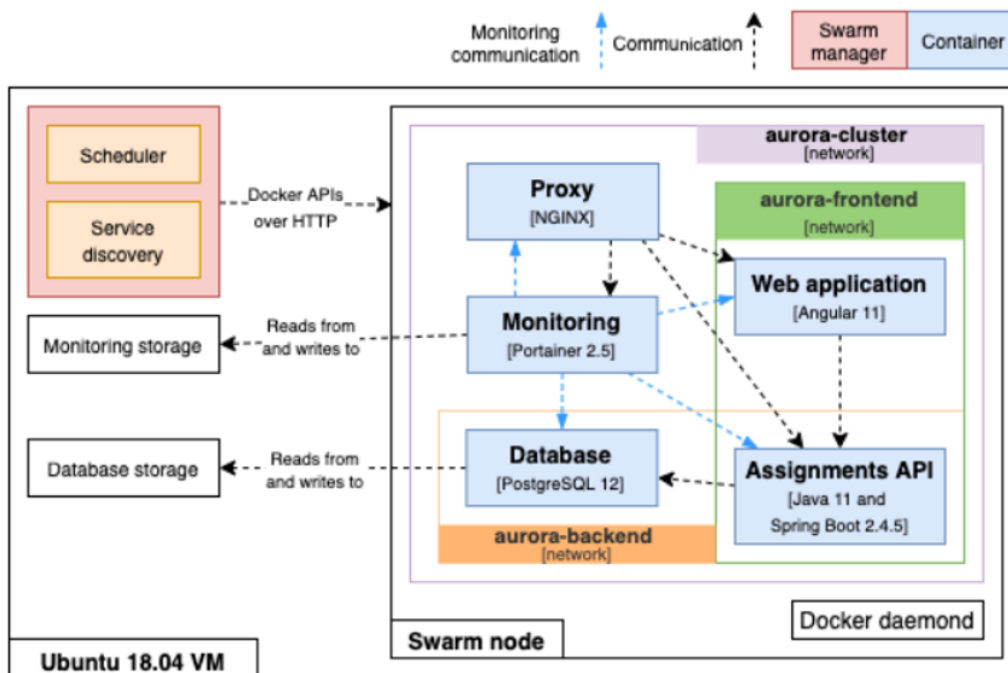 Monitoring
communication
Communication
Swarm
manager
Container
Scheduler
Service
discovery
Docker APIs
over HTTP
aurora-cluster
[network]
Proxy
[NGINX]
aurora-frontend
[network]
Web application
[Angular 11]
Monitoring
[Portainer 2.5]
Reads from
and writes to
Monitoring storage
Database
[PostgreSQL 12]
Assignments API
[Java 11 and
Spring Boot 2.4.5]
Reads from
and writes to
Database storage
aurora-backend
[network]
Docker daemond
Swarm node
Ubuntu 18.04 VM